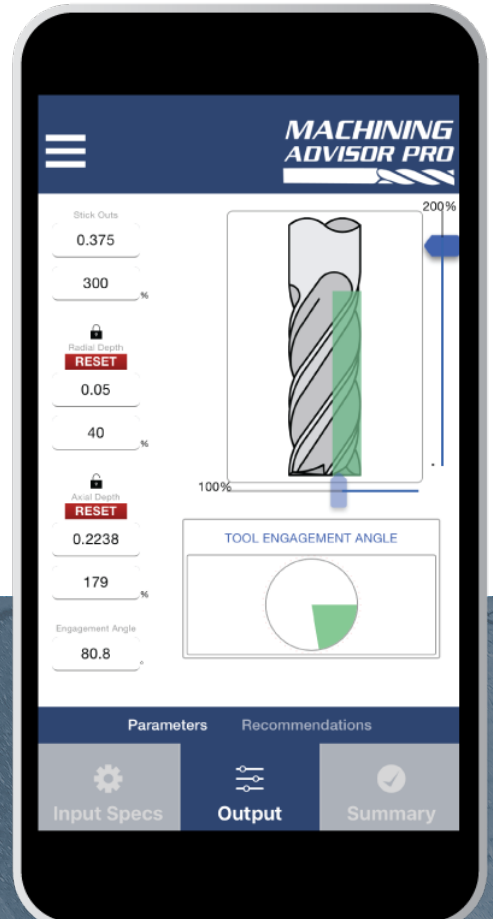 MACHINING
ADVISOR PRO
Stick Outs
0.375
300
%
Radial Depth
RESET
0.05
40
%
Axial Depth
RESET
0.2238
179
%
Engagement Angle
80.8
°
200%
100%
TOOL ENGAGEMENT ANGLE
Parameters Recommendations
Input Specs Output Summary